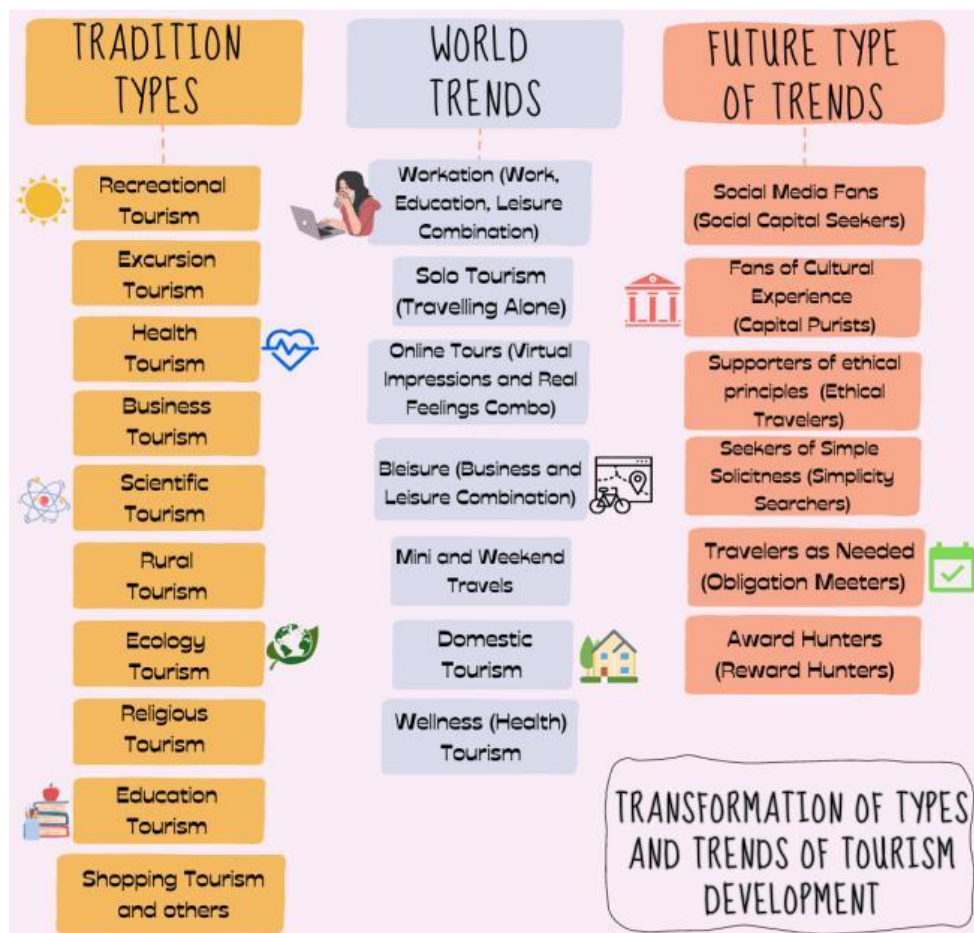 TRADITION
TYPES
Recreational
Tourism
Excursion
Tourism
Health
Tourism
Business
Tourism
Scientific
Tourism
Rural
Tourism
Ecology
Tourism
Religious
Tourism
Education
Tourism
Shopping Tourism
and others
WORLD
TRENDS
Workation (Work,
Education, Leisure
Combination)
Solo Tourism
(Travelling Alone)
Online Tours (Virtual
Impressions and Real
Feelings Combo)
Bleisure (Business and
Leisure Combination)
Mini and Weekend
Travels
Domestic
Tourism
Wellness (Health)
Tourism
FUTURE TYPE
OF TRENDS
Social Media Fans
(Social Capital Seekers)
Fans of Cultural
Experience
(Capital Purists)
Supporters of ethical
principles (Ethical
Travelers)
Seekers of Simple
Solicitness (Simplicity
Searchers)
Travelers as Needed
(Obligation Meeters)
Award Hunters
(Reward Hunters)
TRANSFORMATION OF TYPES
AND TRENDS OF TOURISM
DEVELOPMENT